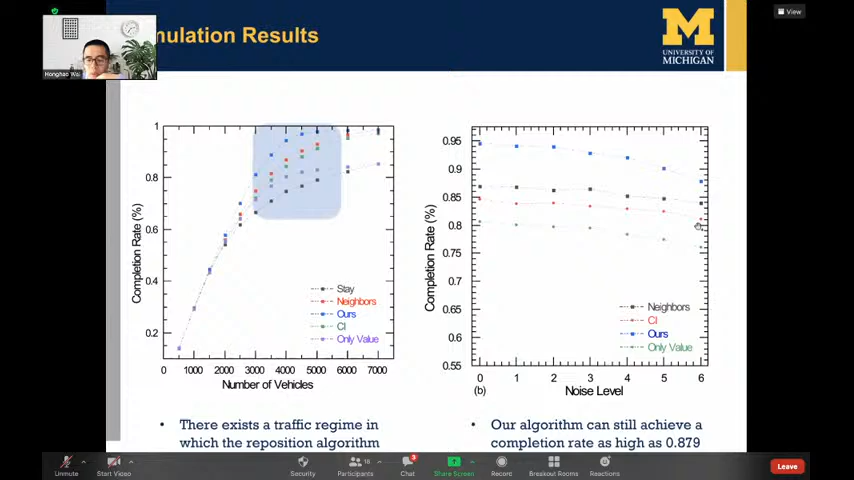 View
mulation Results
M
UNIVERSITY OF
MICHIGAN
Honghao Wei
1
0.8
0.6
0.4
0.2
Completion Rate (%)
Stay
Neighbors
Ours
CI
Only Value
0 1000 2000 3000 4000 5000 6000 7000
Number of Vehicles
0.95
0.9
0.85
0.8
0.75
0.7
0.65
0.6
0.55
Completion Rate (%)
Neighbors
CI
Ours
Only Value
0 1 2 3 4 5 6
(b)
Noise Level
• There exists a traffic regime in
which the reposition algorithm
• Our algorithm can still achieve a
completion rate as high as 0.879
Unmute
Start Video
Security
Participants
18
Chat
3
Share Screen
Record
Breakout Rooms
Reactions
Leave